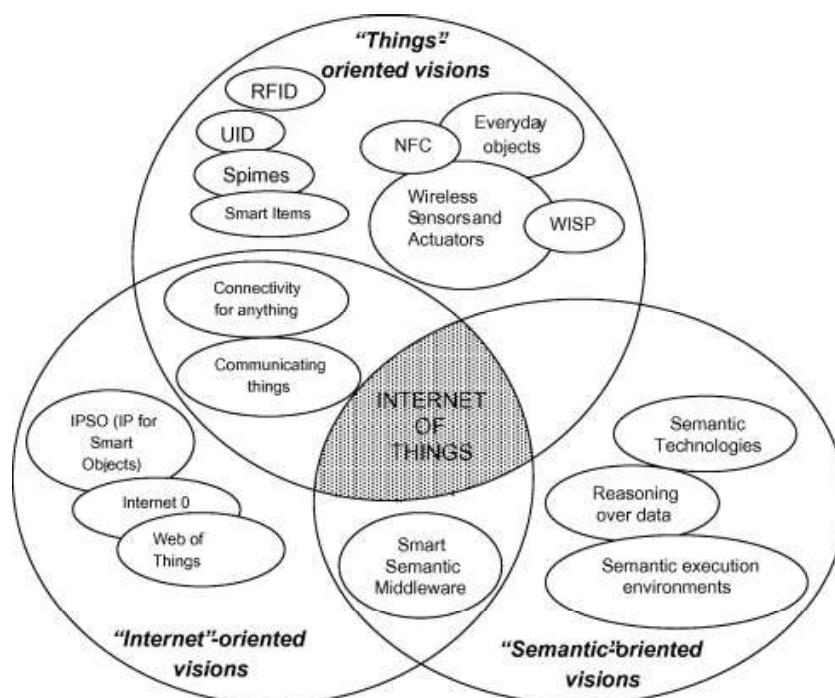 "Things"-
oriented visions
RFID
UID
Spimes
Smart Items
NFC
Everyday
objects
Wireless
Sensors and
Actuators
WISP
Connectivity
for anything
Communicating
things
INTERNET
OF
THINGS
IPSO (IP for
Smart
Objects)
Internet 0
Web of
Things
Semantic
Technologies
Reasoning
over data
Semantic execution
environments
Smart
Semantic
Middleware
"Internet"-oriented
visions
"Semantic"-oriented
visions